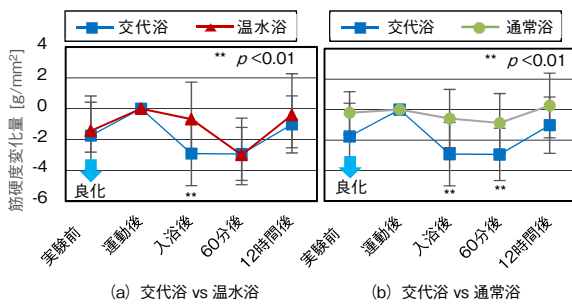 筋硬度変化量 [g/mm²]
4
2
0
-2
-4
-6
交代浴 温水浴
** p<0.01
良化
**
実験前 運動後 入浴後 60分後 12時間後
(a) 交代浴 vs 温水浴
交代浴 通常浴
** p<0.01
良化
** **
実験前 運動後 入浴後 60分後 12時間後
(b) 交代浴 vs 通常浴